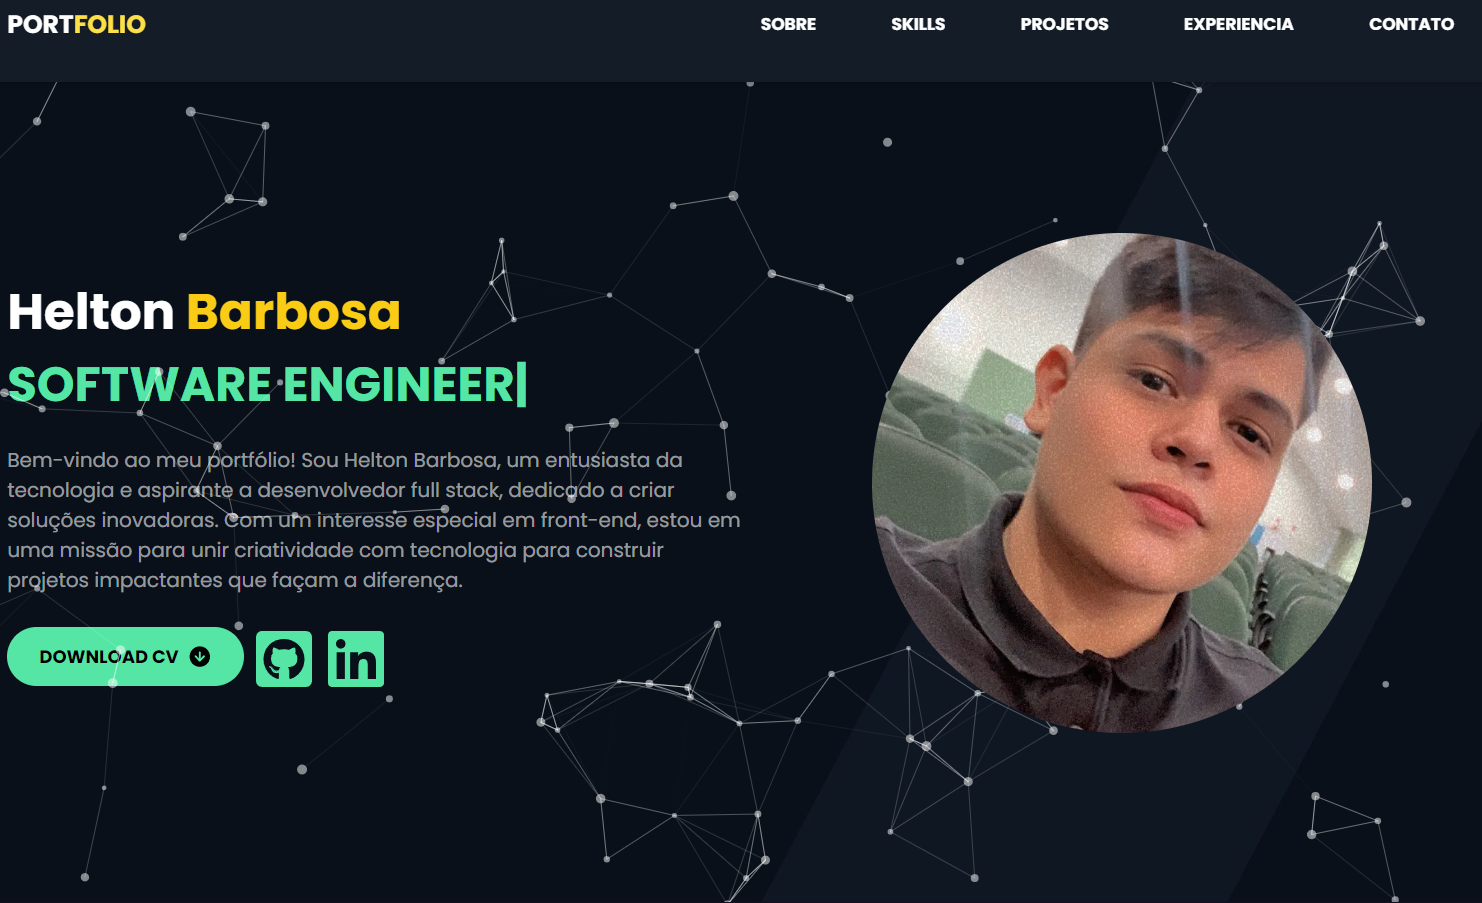 PORTFOLIO
SOBRE SKILLS PROJETOS EXPERIENCIA CONTATO
Helton Barbosa
SOFTWARE ENGINEER|
Bem-vindo ao meu portfólio! Sou Helton Barbosa, um entusiasta da
tecnologia e aspirante a desenvolvedor full stack, dedicado a criar
soluções inovadoras. Com um interesse especial em front-end, estou em
uma missão para unir criatividade com tecnologia para construir
projetos impactantes que façam a diferença.
DOWNLOAD CV
in